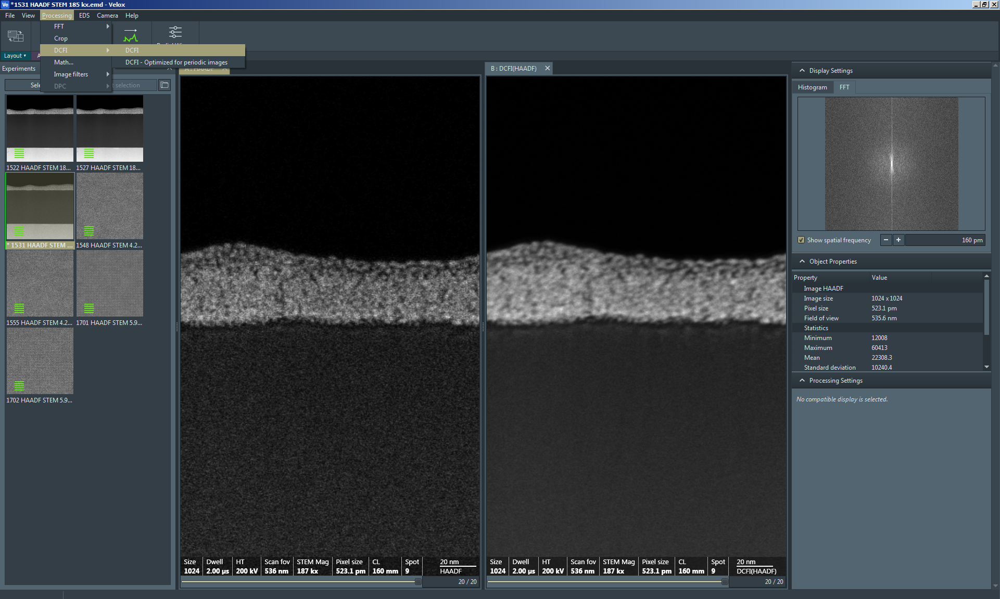 Ve *1531 HAADF STEM 185 kx.emd - Velox
File View Processing EDS Camera Help
FFT
Crop
DCFI
Math...
Image filters
DPC
DCFI
DCFI - Optimized for periodic images
Layout
Experiments
selection
1522 HAADF STEM 18...
1527 HAADF STEM 18...
* 1531 HAADF STEM ...
1548 HAADF STEM 4.2...
1555 HAADF STEM 4.2...
1701 HAADF STEM 5.9...
1702 HAADF STEM 5.9...
A : HAADF
Size Dwell HT Scan fov STEM Mag Pixel size CL Spot 20 nm
1024 2.00 µs 200 kV 536 nm 187 kx 523.1 pm 160 mm 9 HAADF
20 / 20
B : DCFI(HAADF)
Size Dwell HT Scan fov STEM Mag Pixel size CL Spot 20 nm
1024 2.00 µs 200 kV 536 nm 187 kx 523.1 pm 160 mm 9 DCFI(HAADF)
20 / 20
Display Settings
Histogram FFT
Show spatial frequency − + 160 pm
Object Properties
Property Value
Image HAADF
Image size 1024 x 1024
Pixel size 523.1 pm
Field of view 535.6 nm
Statistics
Minimum 12008
Maximum 60413
Mean 22308.3
Standard deviation 10240.4
Processing Settings
No compatible display is selected.